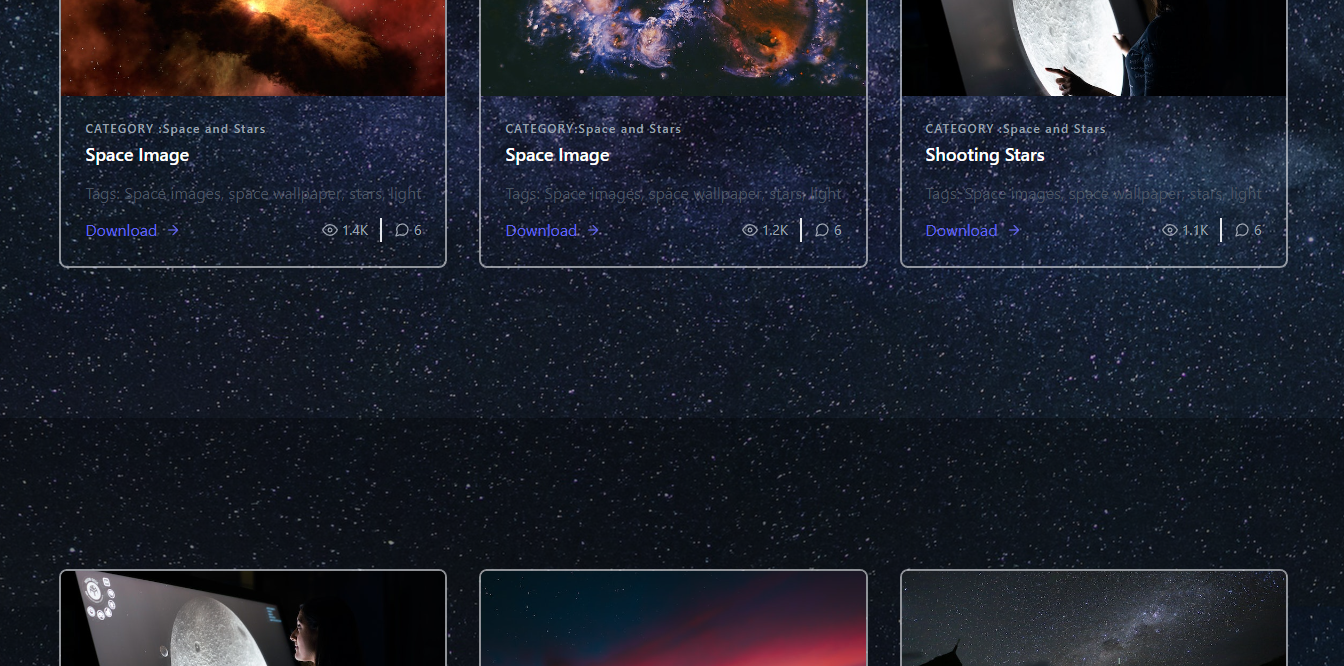 CATEGORY :Space and Stars
Space Image
Tags: Space images, space wallpaper, stars, light
Download → 1.4K 6
CATEGORY:Space and Stars
Space Image
Tags: Space images, space wallpaper, stars, light
Download → 1.2K 6
CATEGORY :Space and Stars
Shooting Stars
Tags: Space images, space wallpaper, stars, light
Download → 1.1K 6